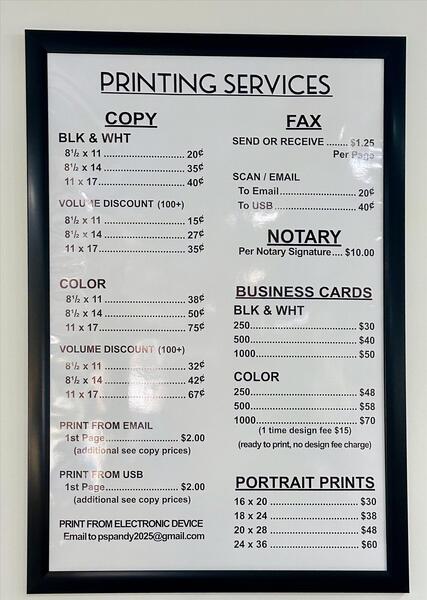 PRINTING SERVICES
COPY
BLK & WHT
8½ x 11 ........................ 20¢
8½ x 14 ........................ 35¢
11 x 17 ......................... 40¢
VOLUME DISCOUNT (100+)
8½ x 11 ........................ 15¢
8½ x 14 ........................ 27¢
11 x 17......................... 35¢
COLOR
8½ x 11 ........................ 38¢
8½ x 14 ........................ 50¢
11 x 17......................... 75¢
VOLUME DISCOUNT (100+)
8½ x 11 ........................ 32¢
8½ x 14 ........................ 42¢
11 x 17......................... 67¢
PRINT FROM EMAIL
1st Page...................... $2.00
(additional see copy prices)
PRINT FROM USB
1st Page...................... $2.00
(additional see copy prices)
PRINT FROM ELECTRONIC DEVICE
Email to pspandy2025@gmail.com
FAX
SEND OR RECEIVE ....... $1.25
Per Page
SCAN / EMAIL
To Email......................... 20¢
To USB.......................... 40¢
NOTARY
Per Notary Signature.... $10.00
BUSINESS CARDS
BLK & WHT
250................................. $30
500................................. $40
1000............................... $50
COLOR
250................................. $48
500................................. $58
1000............................... $70
(1 time design fee $15)
(ready to print, no design fee charge)
PORTRAIT PRINTS
16 x 20 ........................... $30
18 x 24 ........................... $38
20 x 28 ........................... $48
24 x 36 ........................... $60